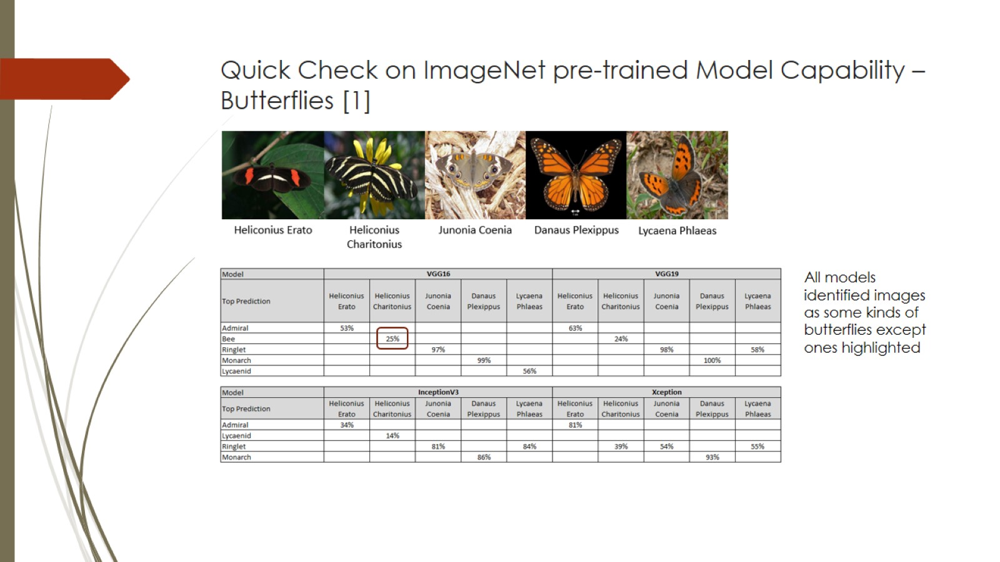 Quick Check on ImageNet pre-trained Model Capability –
Butterflies [1]
Heliconius Erato
Heliconius
Charitonius
Junonia Coenia
Danaus Plexippus
Lycaena Phlaeas
Model VGG16 VGG19
Top Prediction Heliconius Erato Heliconius Charitonius Junonia Coenia Danaus Plexippus Lycaena Phlaeas Heliconius Erato Heliconius Charitonius Junonia Coenia Danaus Plexippus Lycaena Phlaeas
Admiral 53% 63%
Bee 25% 24%
Ringlet 97% 98% 58%
Monarch 99% 100%
Lycaenid 56%
All models
identified images
as some kinds of
butterflies except
ones highlighted
Model InceptionV3 Xception
Top Prediction Heliconius Erato Heliconius Charitonius Junonia Coenia Danaus Plexippus Lycaena Phlaeas Heliconius Erato Heliconius Charitonius Junonia Coenia Danaus Plexippus Lycaena Phlaeas
Admiral 34% 81%
Lycaenid 14%
Ringlet 81% 84% 39% 54% 55%
Monarch 86% 93%